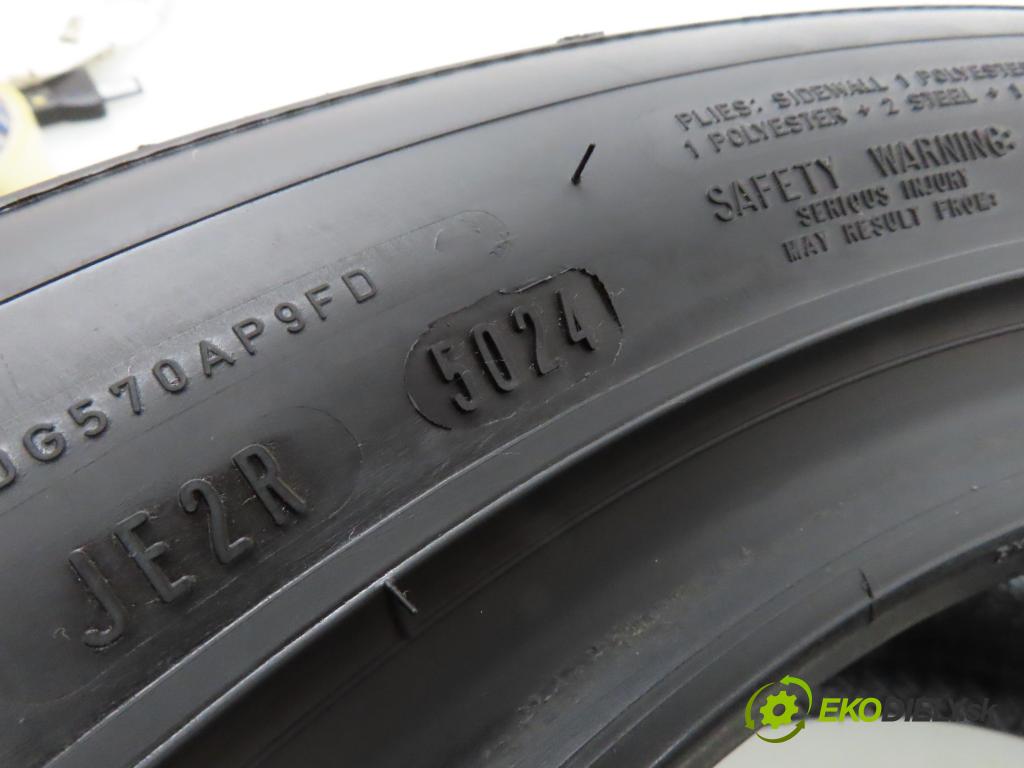 PLIES: SIDEWALL 1 POLYESTER
1 POLYESTER + 2 STEEL + 1
SAFETY WARNING:
SERIOUS INJURY
MAY RESULT FROM:
G570AP9FD
5024
JE2R
EKODIELY.sk